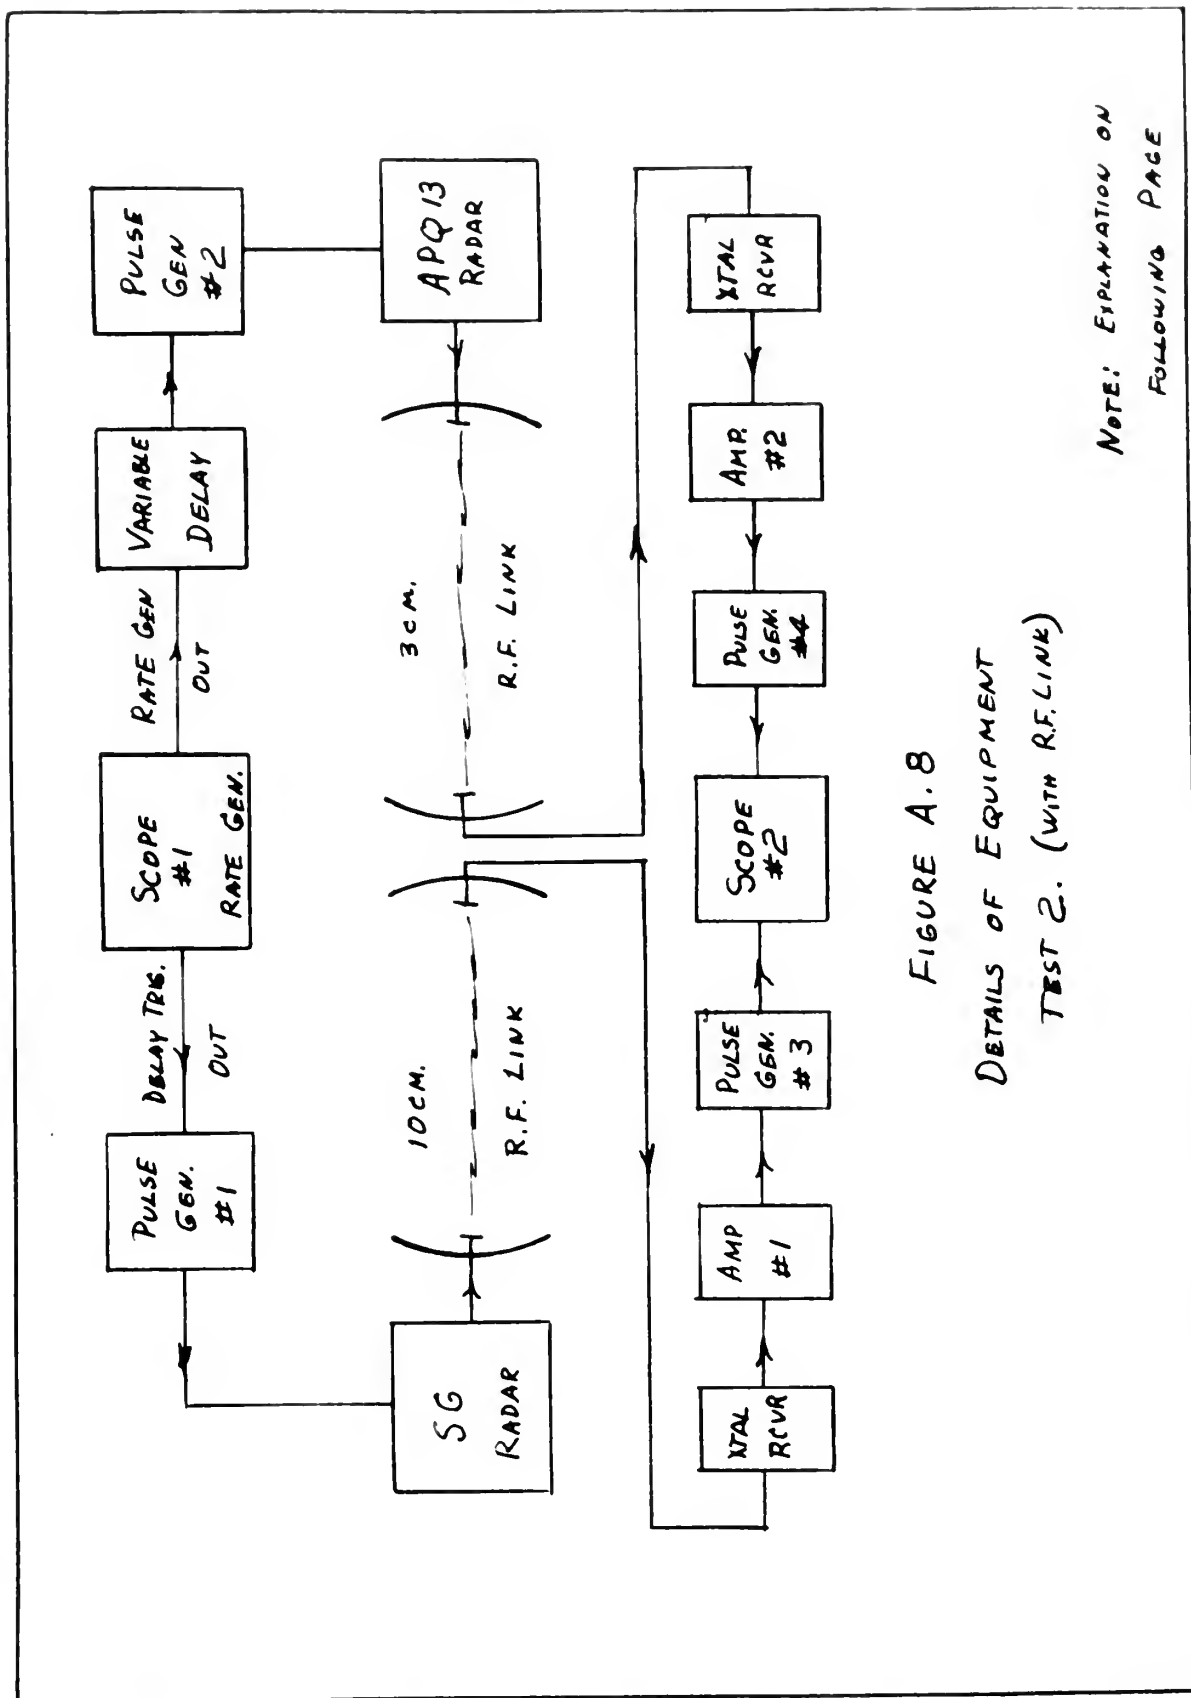 PULSE
GEN.
#1
DELAY TRIG.
OUT
SCOPE
#1
RATE GEN.
RATE GEN
OUT
VARIABLE
DELAY
PULSE
GEN
#2
SG
RADAR
10 CM.
R.F. LINK
3 CM.
R.F. LINK
APQ13
RADAR
XTAL
RCVR
AMP
#1
PULSE
GEN.
#3
SCOPE
#2
PULSE
GEN.
#4
AMP.
#2
XTAL
RCVR
FIGURE A.8
DETAILS OF EQUIPMENT
TEST 2. (WITH R.F. LINK)
NOTE: EXPLANATION ON
FOLLOWING PAGE